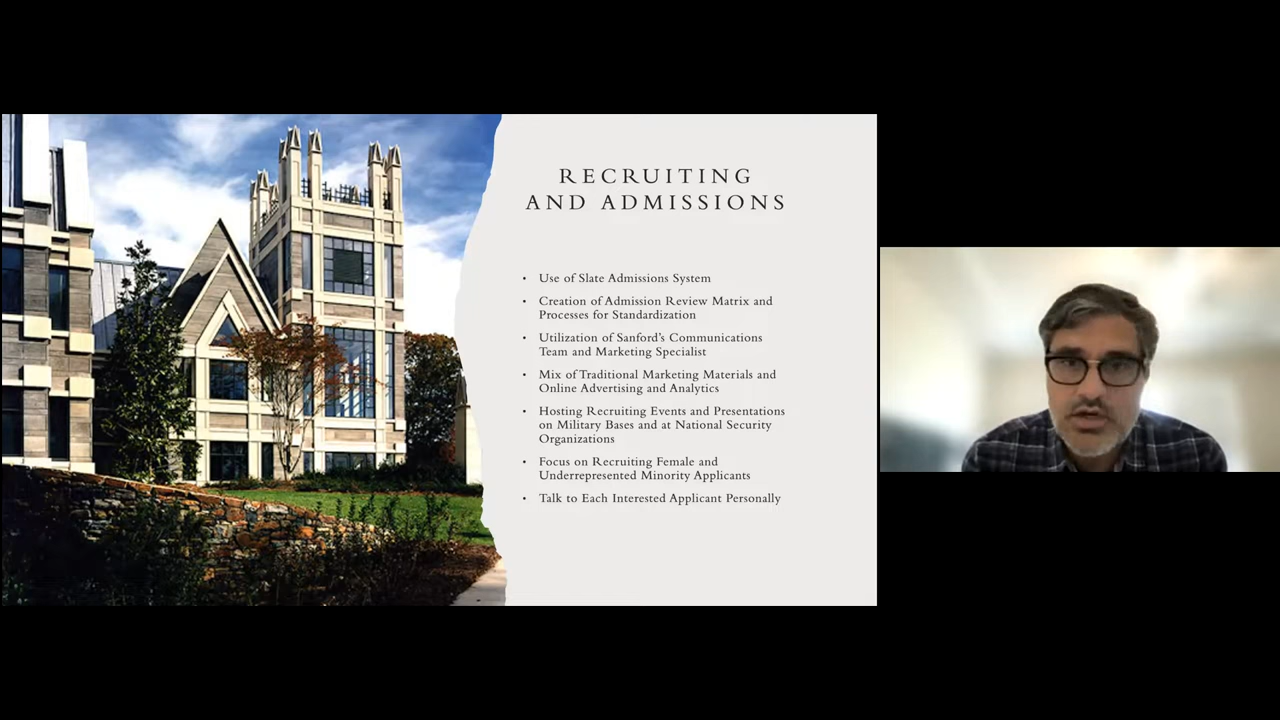 RECRUITING
AND ADMISSIONS
• Use of Slate Admissions System
• Creation of Admission Review Matrix and
Processes for Standardization
• Utilization of Sanford's Communications
Team and Marketing Specialist
• Mix of Traditional Marketing Materials and
Online Advertising and Analytics
• Hosting Recruiting Events and Presentations
on Military Bases and at National Security
Organizations
• Focus on Recruiting Female and
Underrepresented Minority Applicants
• Talk to Each Interested Applicant Personally